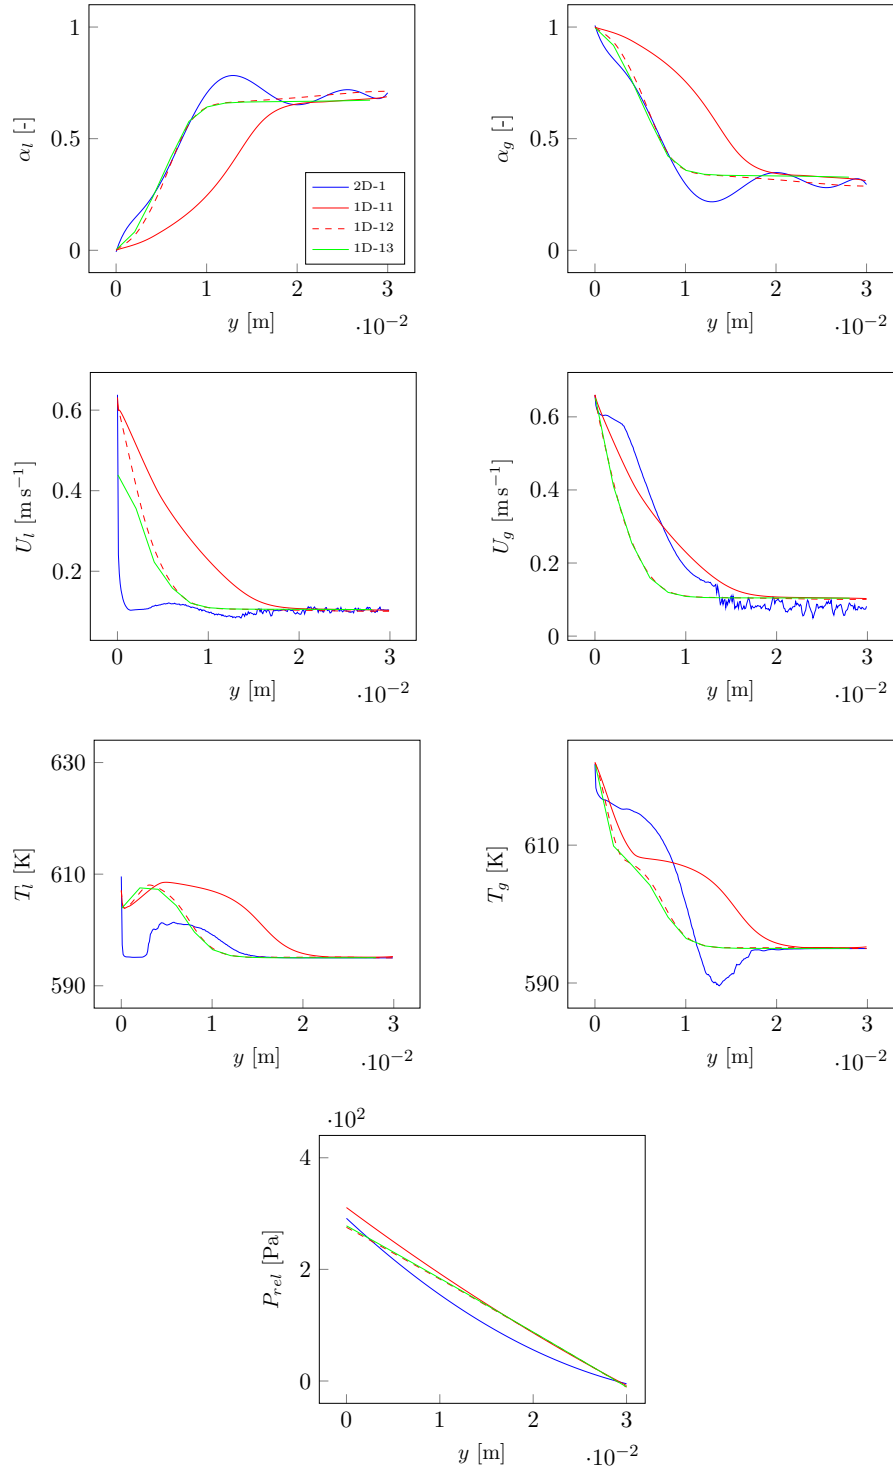 1
0.5
0
α_l [-]
0 1 2 3
y [m] ·10⁻²
2D-1
1D-11
1D-12
1D-13
1
0.5
0
α_g [-]
0 1 2 3
y [m] ·10⁻²
0.6
0.4
0.2
U_l [m s⁻¹]
0 1 2 3
y [m] ·10⁻²
0.6
0.4
0.2
0
U_g [m s⁻¹]
0 1 2 3
y [m] ·10⁻²
630
610
590
T_l [K]
0 1 2 3
y [m] ·10⁻²
610
590
T_g [K]
0 1 2 3
y [m] ·10⁻²
·10²
4
2
0
P_rel [Pa]
0 1 2 3
y [m] ·10⁻²